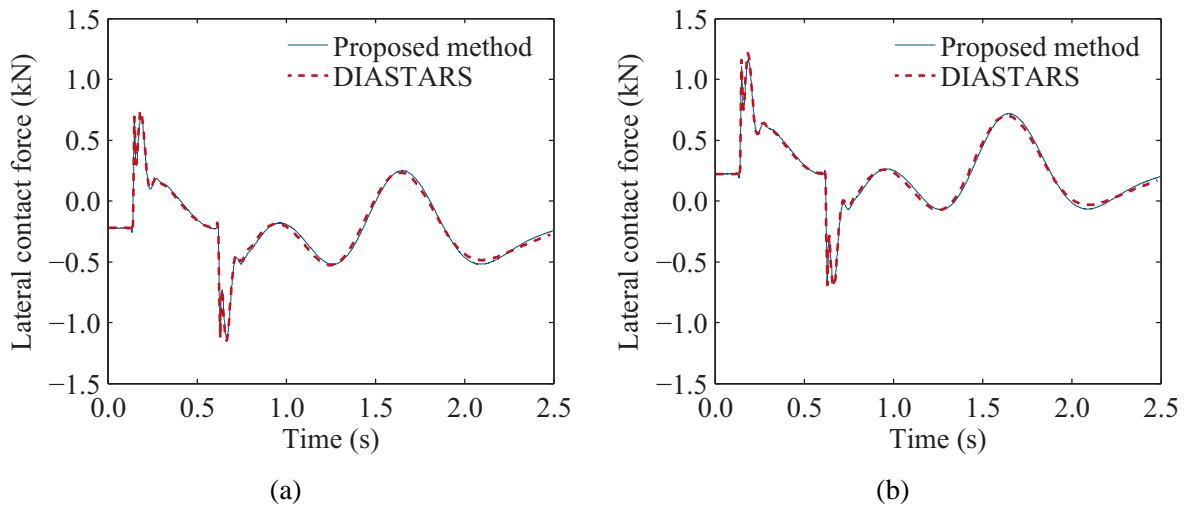 1.5
1.0
0.5
0.0
−0.5
−1.0
−1.5
Lateral contact force (kN)
Proposed method
DIASTARS
0.0 0.5 1.0 1.5 2.0 2.5
Time (s)
(a)
1.5
1.0
0.5
0.0
−0.5
−1.0
−1.5
Lateral contact force (kN)
Proposed method
DIASTARS
0.0 0.5 1.0 1.5 2.0 2.5
Time (s)
(b)